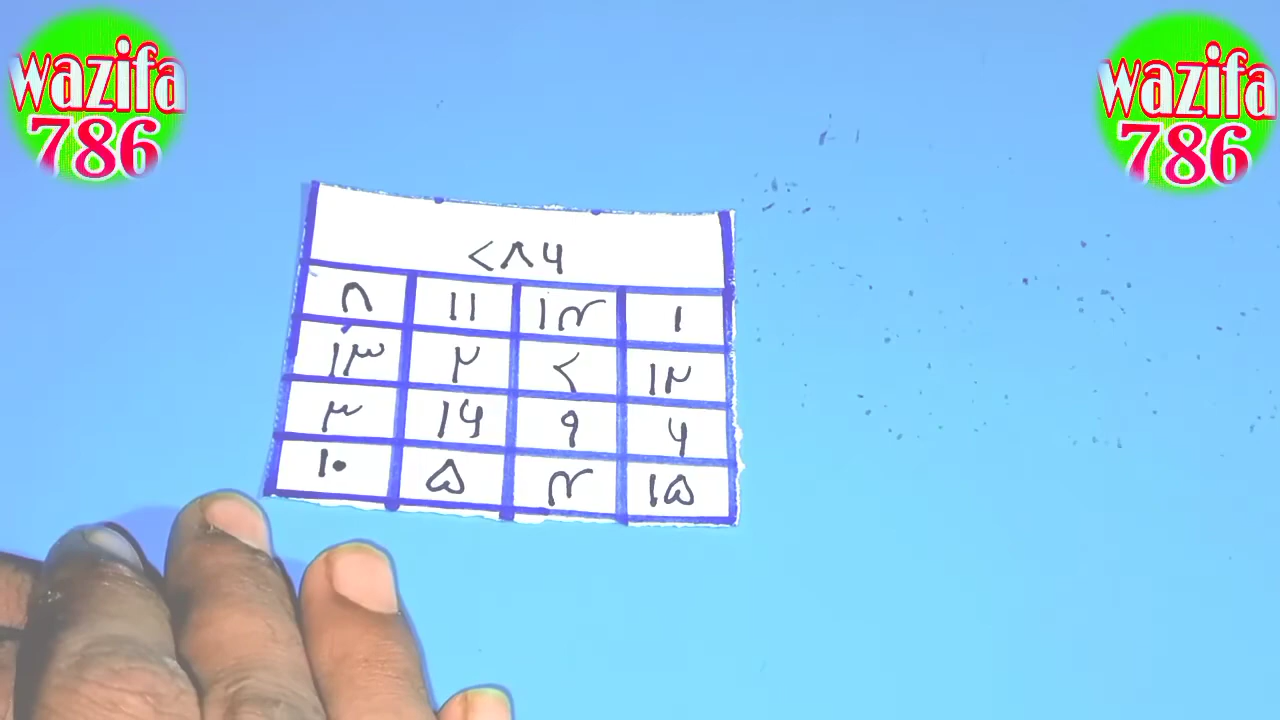 wazifa
786
wazifa
786
۷۸۶
۸ ۱۱ ۱۴ ۱
۱۳ ۲ ۷ ۱۲
۳ ۱۶ ۹ ۶
۱۰ ۵ ۴ ۱۵